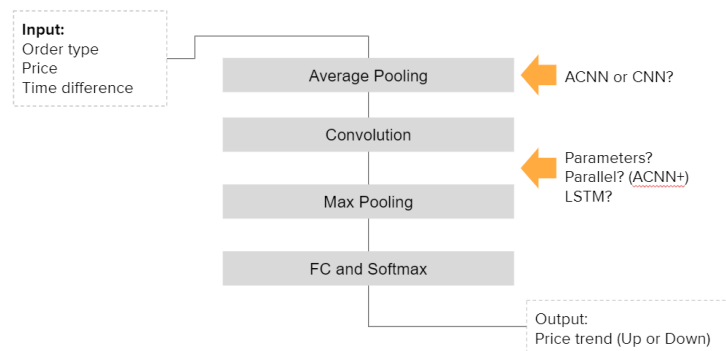 Input:
Order type
Price
Time difference
Average Pooling
ACNN or CNN?
Convolution
Parameters?
Parallel? (ACNN+)
LSTM?
Max Pooling
FC and Softmax
Output:
Price trend (Up or Down)